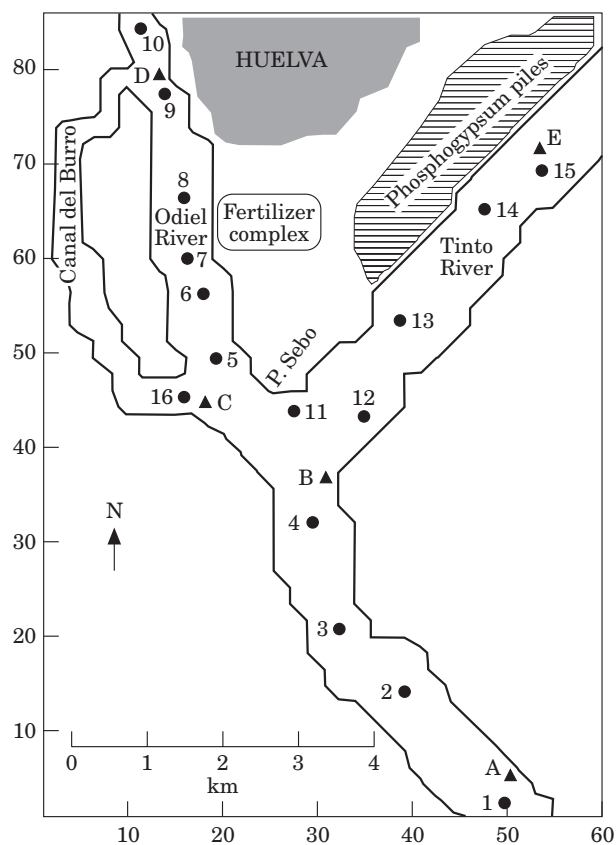 80
70
60
50
40
30
20
10
10
20
30
40
50
60
HUELVA
Phosphogypsum piles
Canal del Burro
Odiel
River
Fertilizer
complex
Tinto
River
P. Sebo
10
D
9
8
7
6
5
16
C
11
12
13
14
15
E
B
4
3
2
A
1
N
0
1
2
3
4
km